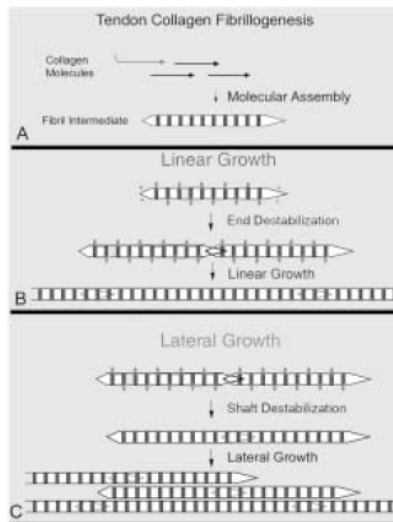 Tendon Collagen Fibrillogenesis
Collagen
Molecules
Molecular Assembly
Fibril Intermediate
A
Linear Growth
End Destabilization
Linear Growth
B
Lateral Growth
Shaft Destabilization
Lateral Growth
C